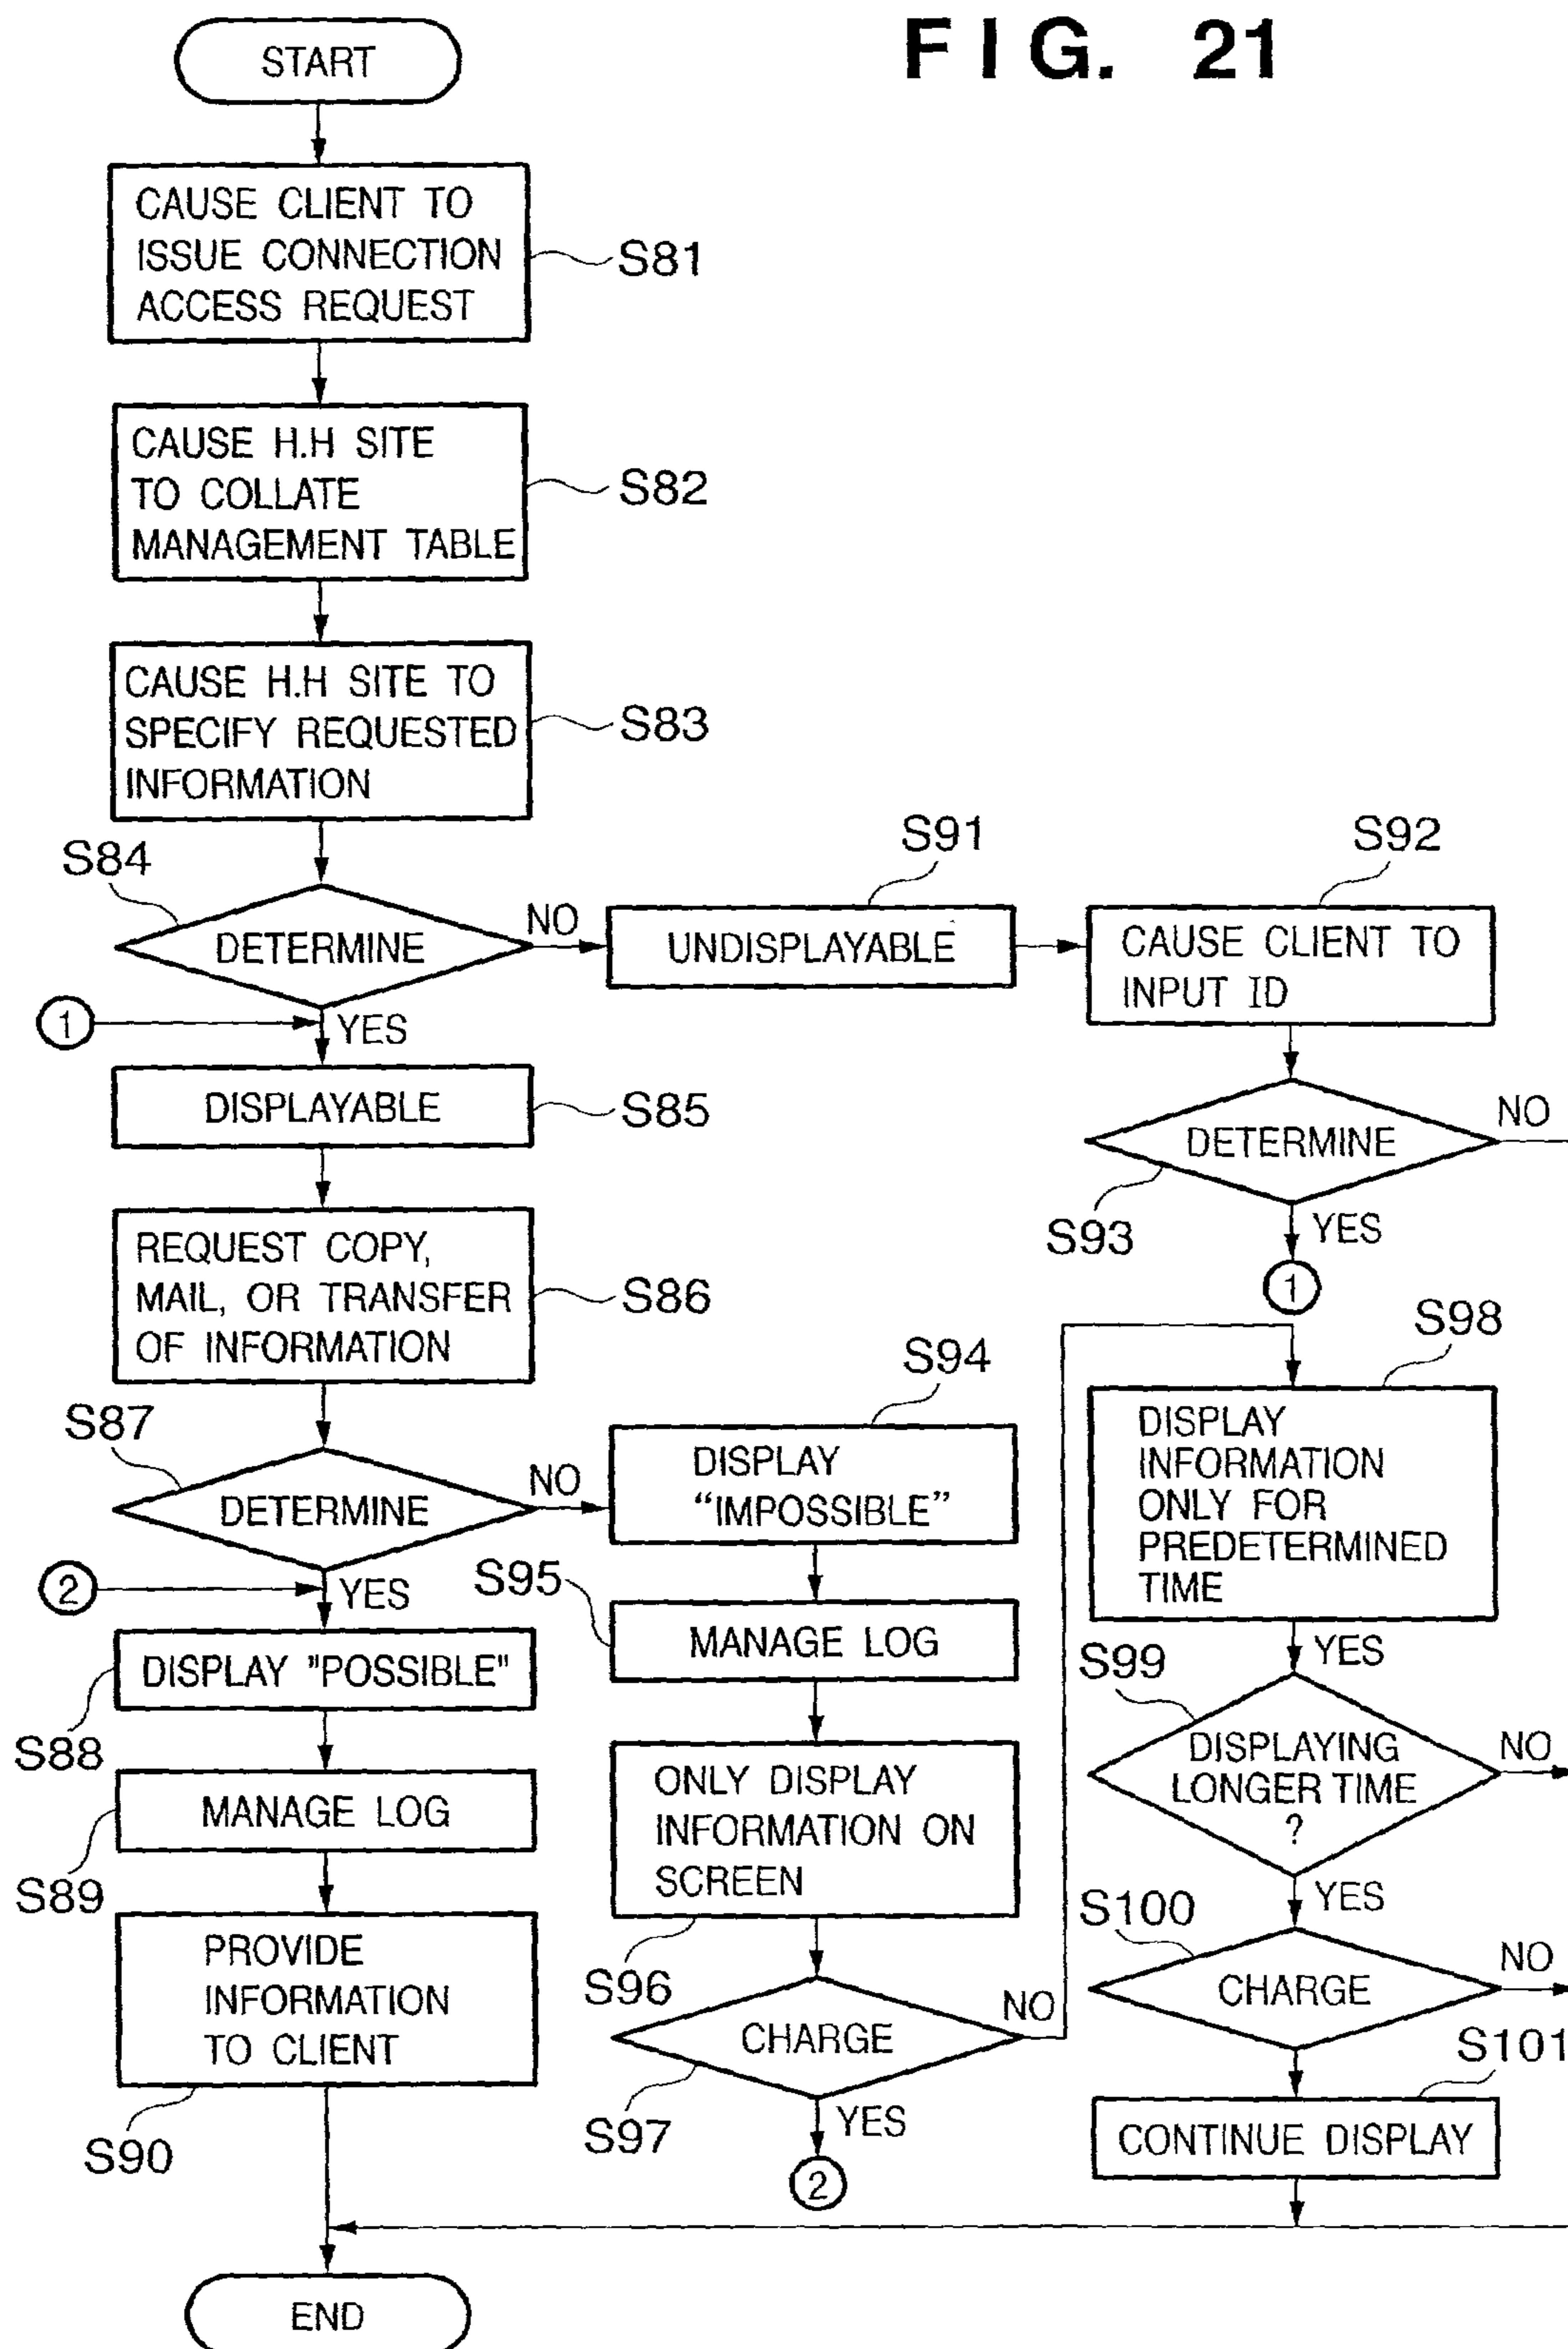 FIG. 21
START
CAUSE CLIENT TO
ISSUE CONNECTION
ACCESS REQUEST
S81
CAUSE H.H SITE
TO COLLATE
MANAGEMENT TABLE
S82
CAUSE H.H SITE TO
SPECIFY REQUESTED
INFORMATION
S83
S84
DETERMINE
NO
YES
1
S91
UNDISPLAYABLE
S92
CAUSE CLIENT TO
INPUT ID
DETERMINE
NO
S93
YES
1
DISPLAYABLE
S85
REQUEST COPY,
MAIL, OR TRANSFER
OF INFORMATION
S86
S87
DETERMINE
NO
YES
2
DISPLAY "POSSIBLE"
S88
MANAGE LOG
S89
PROVIDE
INFORMATION
TO CLIENT
S90
S94
DISPLAY
“IMPOSSIBLE”
S95
MANAGE LOG
ONLY DISPLAY
INFORMATION ON
SCREEN
S96
CHARGE
NO
S97
YES
2
S98
DISPLAY
INFORMATION
ONLY FOR
PREDETERMINED
TIME
YES
S99
DISPLAYING
LONGER TIME
?
NO
YES
S100
CHARGE
NO
S101
CONTINUE DISPLAY
END